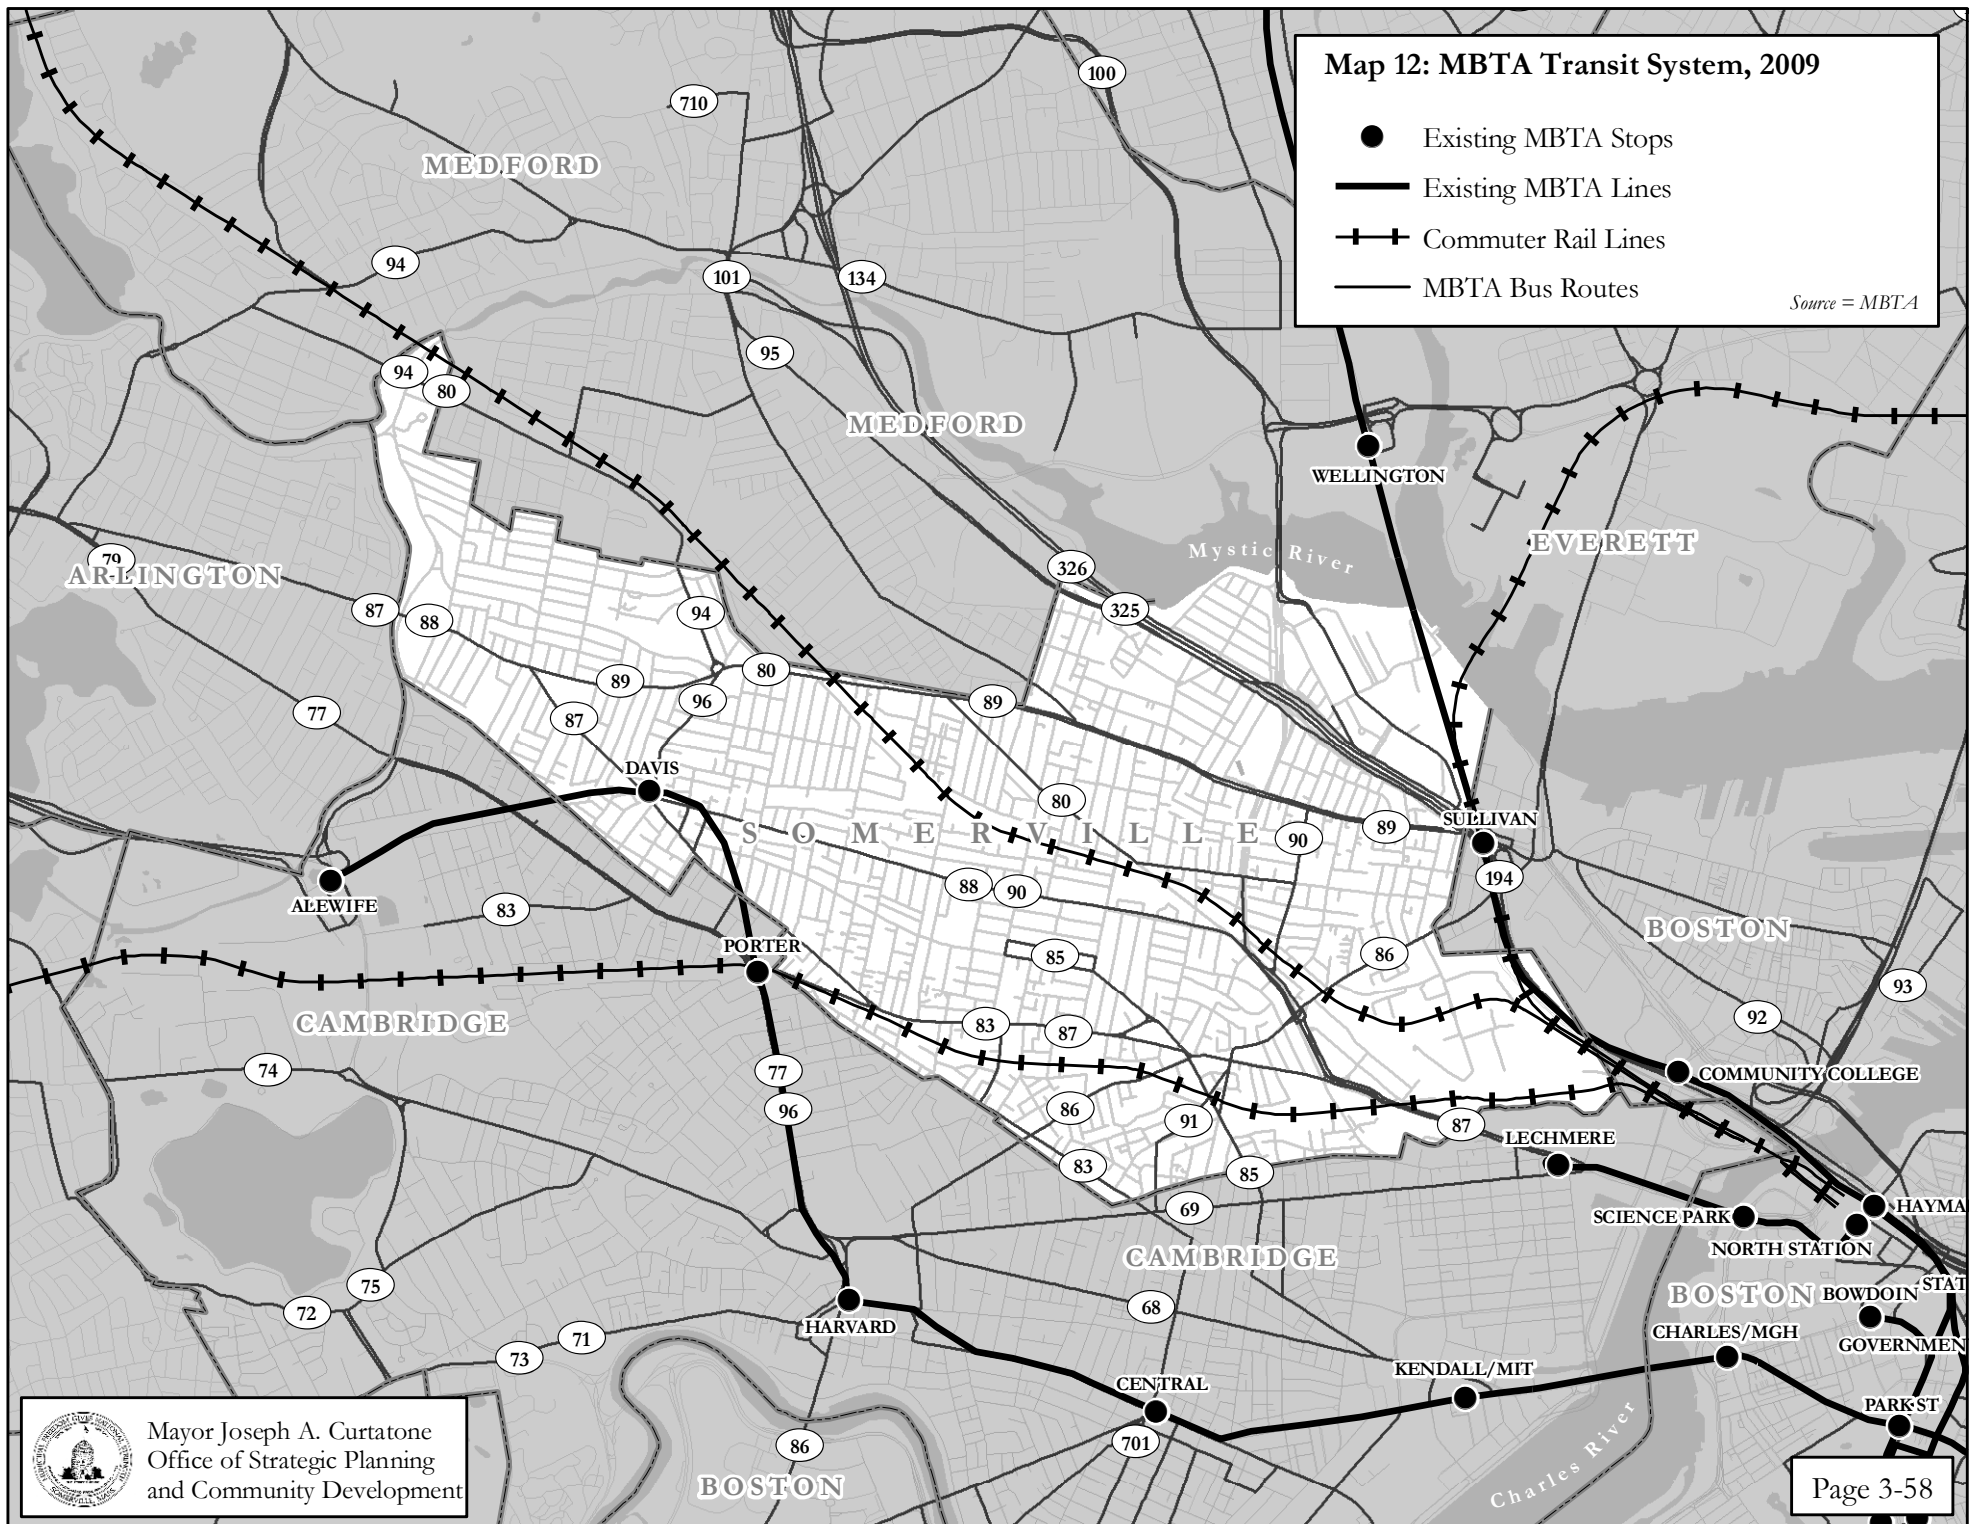 Map 12: MBTA Transit System, 2009
Existing MBTA Stops
Existing MBTA Lines
Commuter Rail Lines
MBTA Bus Routes
Source = MBTA
100
710
MEDFORD
94
101
134
95
94
80
MEDFORD
WELLINGTON
EVERETT
Mystic River
79
ARLINGTON
326
325
87
88
94
80
89
96
89
87
77
DAVIS
80
SOMERVILLE
90
89
SULLIVAN
194
ALEWIFE
83
88
90
BOSTON
PORTER
85
86
93
92
CAMBRIDGE
83
87
74
77
COMMUNITY COLLEGE
96
86
91
87
LECHMERE
83
85
69
SCIENCE PARK
HAYMA
NORTH STATION
CAMBRIDGE
75
72
68
BOSTON
BOWDOIN
STAT
HARVARD
CHARLES/MGH
GOVERNMEN
71
73
KENDALL/MIT
CENTRAL
PARK ST
701
86
BOSTON
Charles River
Mayor Joseph A. Curtatone
Office of Strategic Planning
and Community Development
Page 3-58